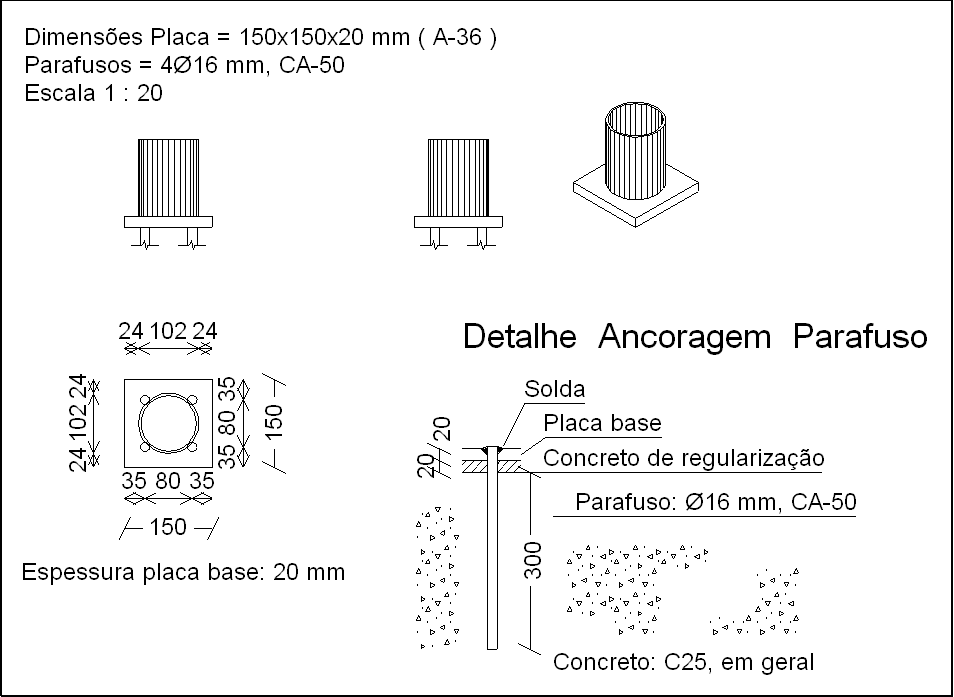 Dimensões Placa = 150x150x20 mm ( A-36 )
Parafusos = 4Ø16 mm, CA-50
Escala 1 : 20
24 102 24
24
102
24
35
80
35
150
35 80 35
150
Espessura placa base: 20 mm
Detalhe Ancoragem Parafuso
Solda
20
Placa base
20
Concreto de regularização
Parafuso: Ø16 mm, CA-50
300
Concreto: C25, em geral